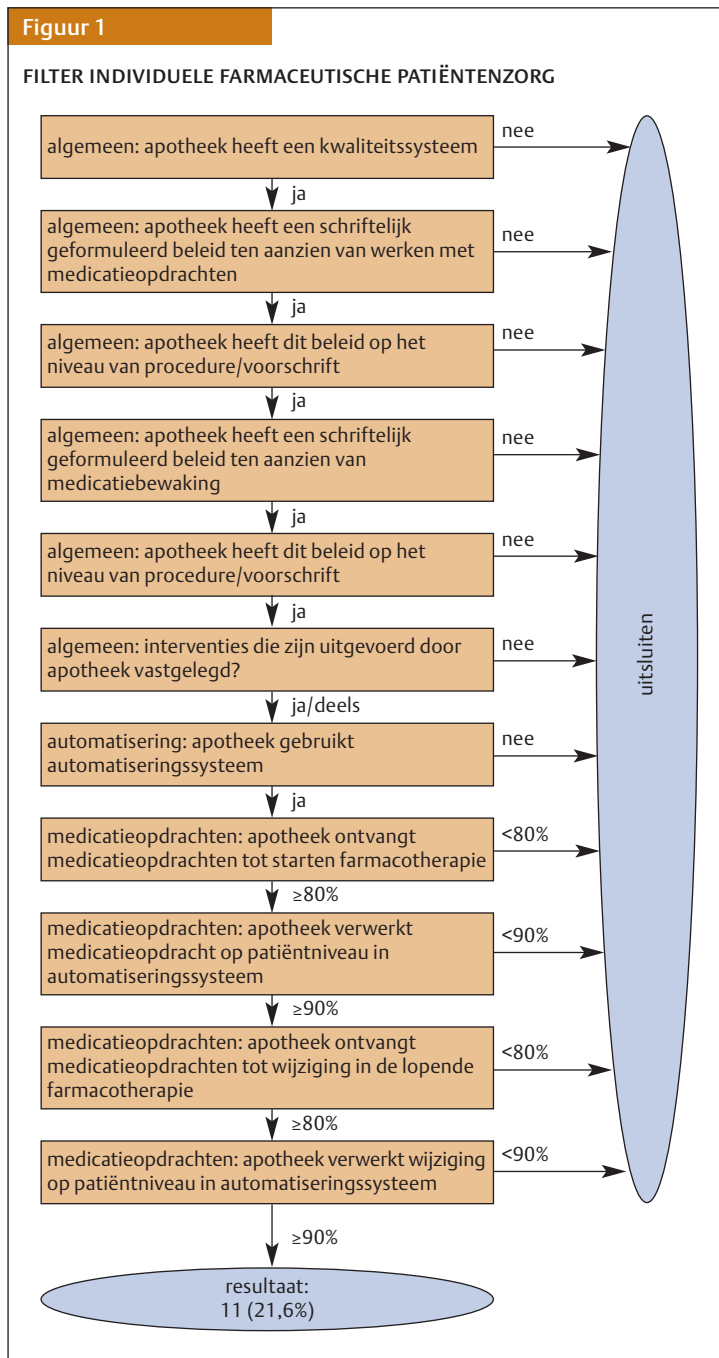 Figuur 1
FILTER INDIVIDUELE FARMACEUTISCHE PATIËNTENZORG
algemeen: apotheek heeft een kwaliteitssysteem
nee
ja
algemeen: apotheek heeft een schriftelijk
geformuleerd beleid ten aanzien van werken met
medicatieopdrachten
nee
ja
algemeen: apotheek heeft dit beleid op het
niveau van procedure/voorschrift
nee
ja
algemeen: apotheek heeft een schriftelijk
geformuleerd beleid ten aanzien van
medicatiebewaking
nee
ja
algemeen: apotheek heeft dit beleid op het
niveau van procedure/voorschrift
nee
ja
algemeen: interventies die zijn uitgevoerd door
apotheek vastgelegd?
nee
ja/deels
automatisering: apotheek gebruikt
automatiseringssysteem
nee
ja
medicatieopdrachten: apotheek ontvangt
medicatieopdrachten tot starten farmacotherapie
<80%
≥80%
medicatieopdrachten: apotheek verwerkt
medicatieopdracht op patiëntniveau in
automatiseringssysteem
<90%
≥90%
medicatieopdrachten: apotheek ontvangt
medicatieopdrachten tot wijziging in de lopende
farmacotherapie
<80%
≥80%
medicatieopdrachten: apotheek verwerkt wijziging
op patiëntniveau in automatiseringssysteem
<90%
≥90%
uitsluiten
resultaat:
11 (21,6%)